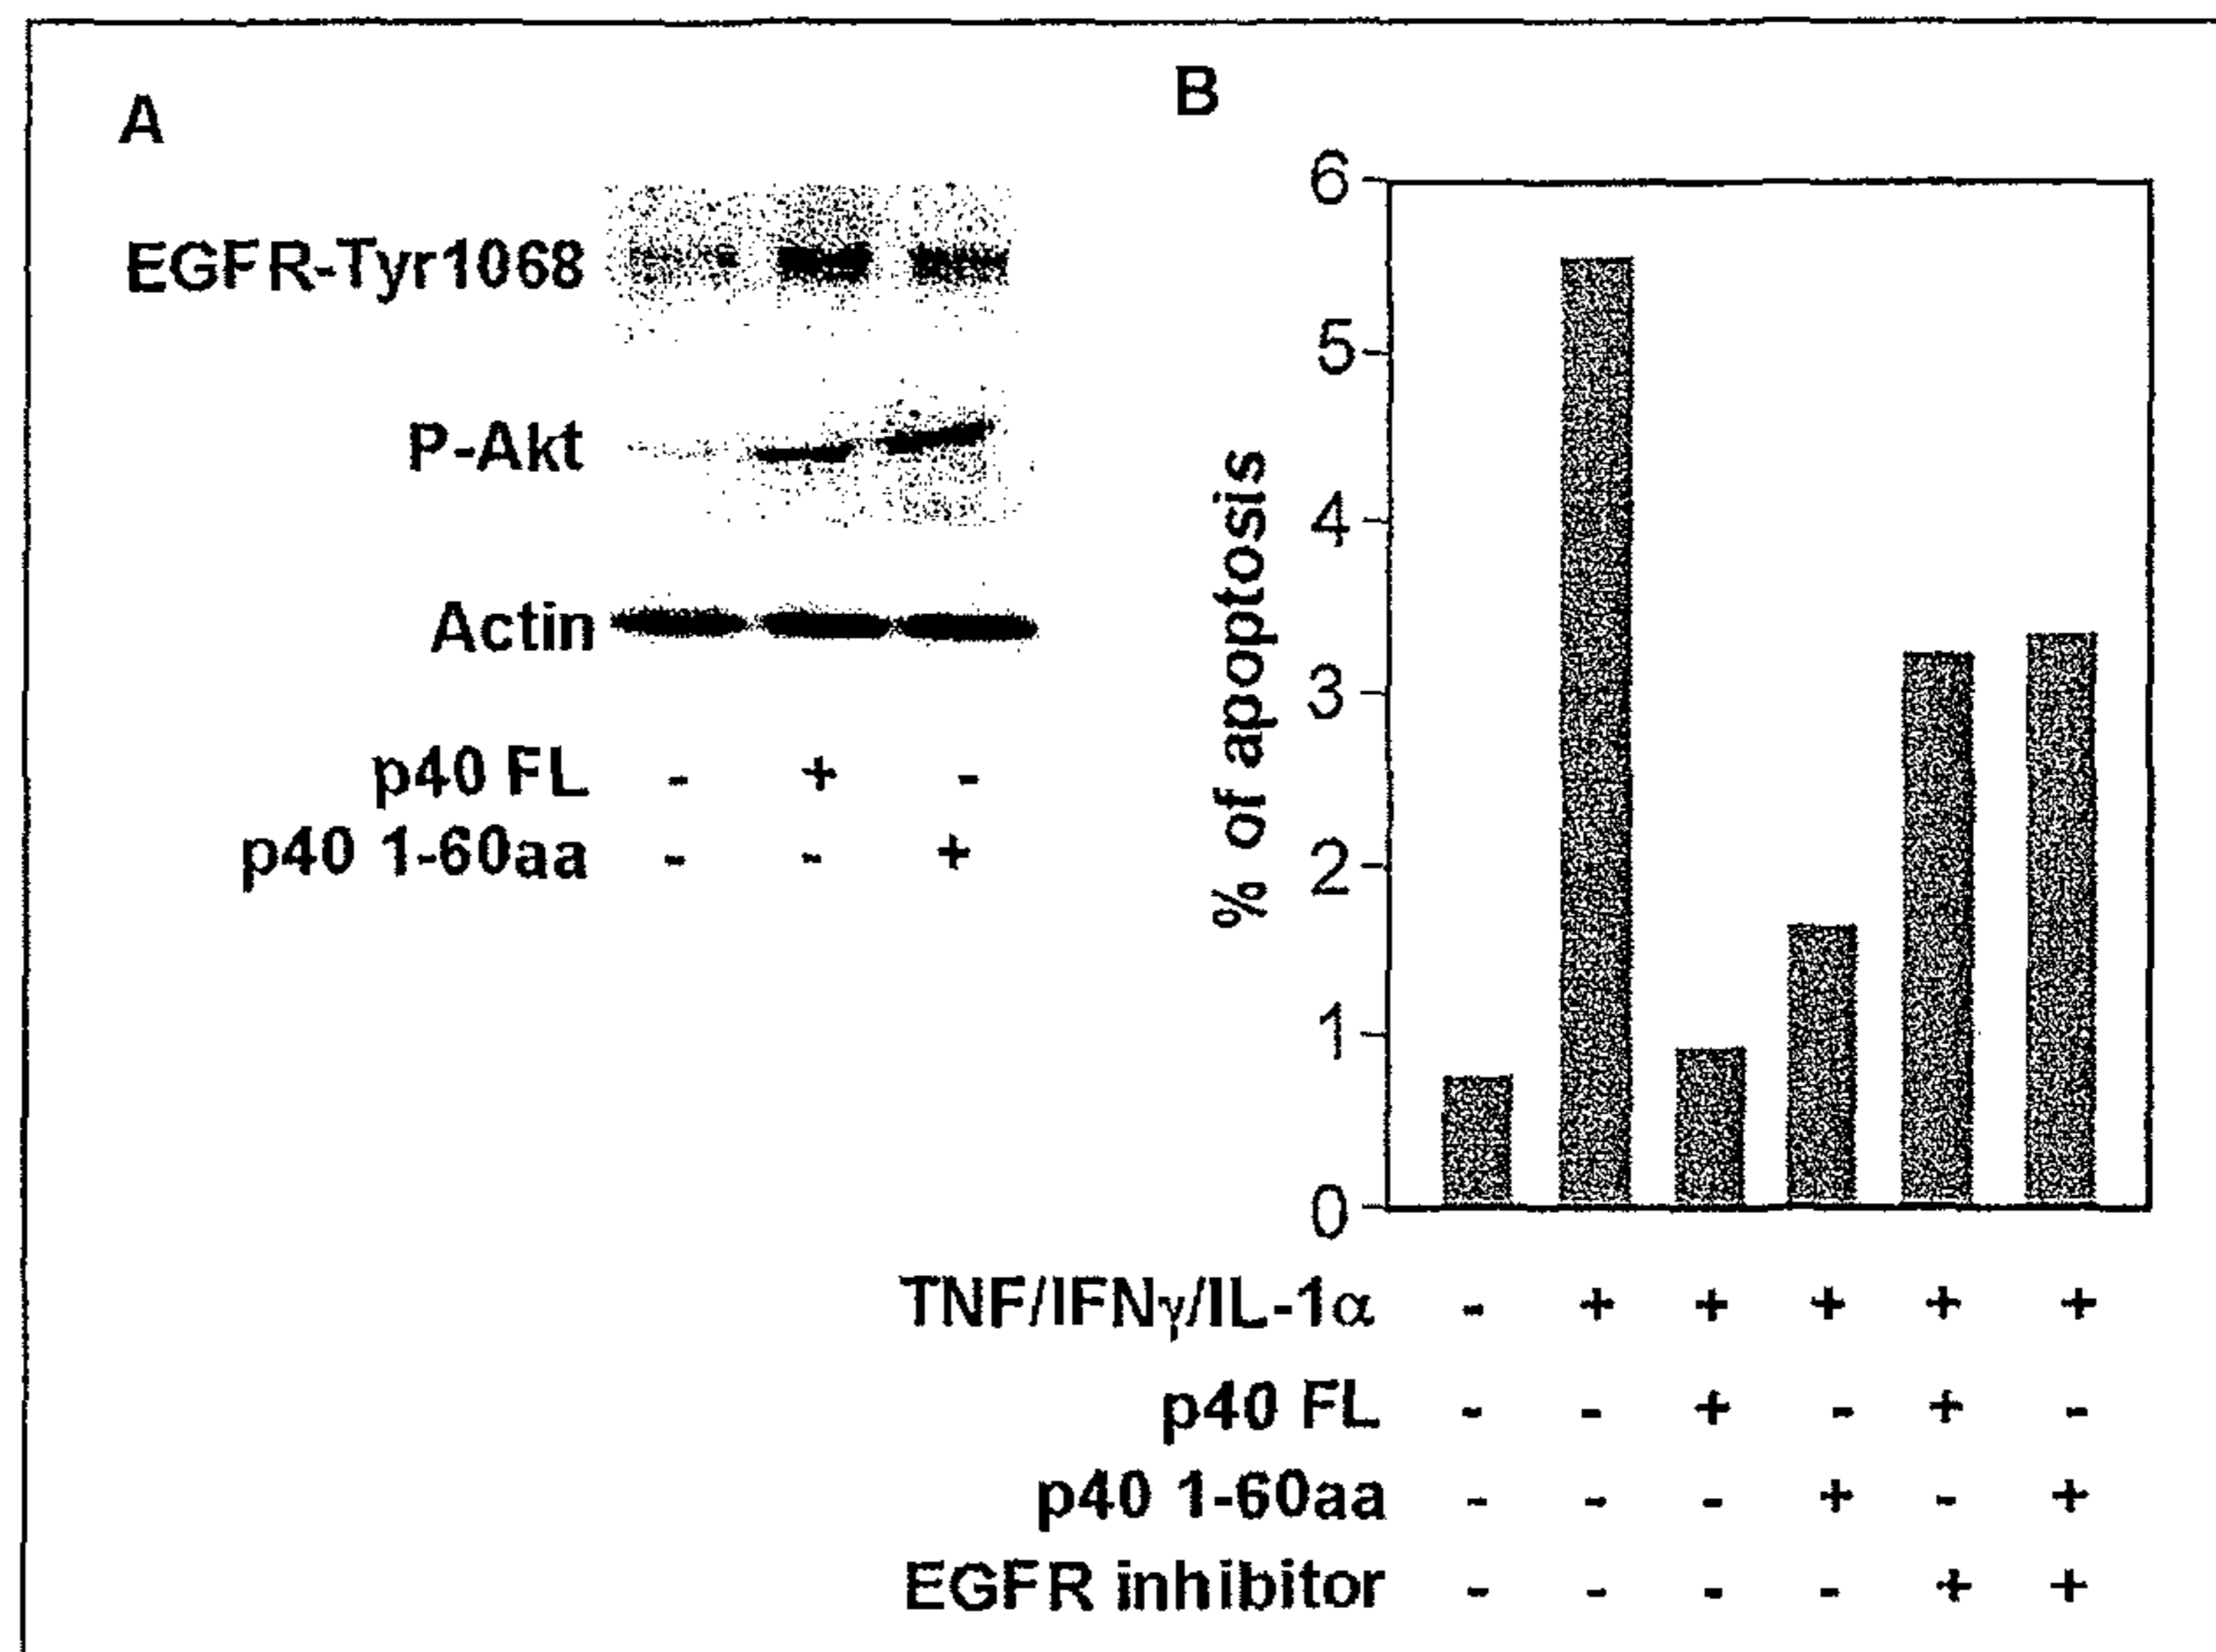 A
EGFR-Tyr1068
P-Akt
Actin
p40 FL - + -
p40 1-60aa - - +
B
% of apoptosis
6
5
4
3
2
1
0
TNF/IFNγ/IL-1α - + + + + +
p40 FL - - + - + -
p40 1-60aa - - - + - +
EGFR inhibitor - - - - + +